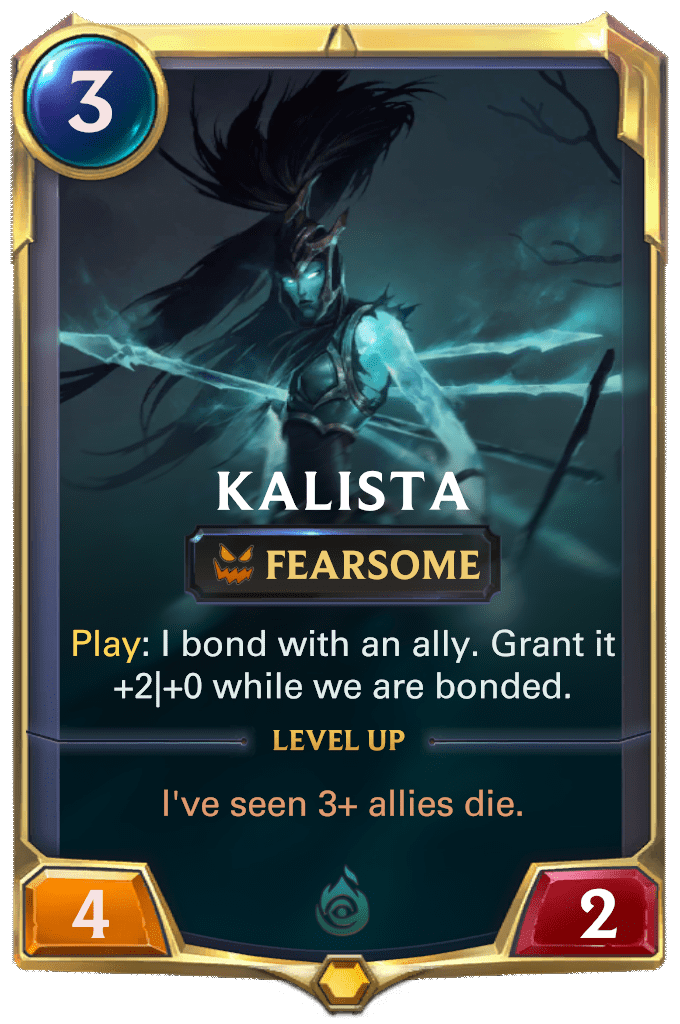 3
KALISTA
FEARSOME
Play: I bond with an ally. Grant it
+2|+0 while we are bonded.
LEVEL UP
I've seen 3+ allies die.
4
2